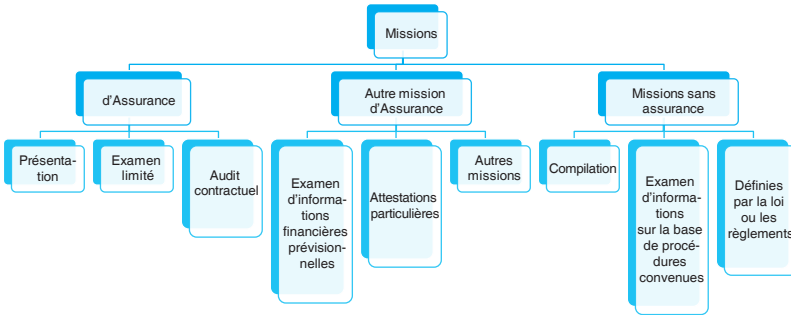 Missions
d'Assurance
Autre mission
d'Assurance
Missions sans
assurance
Présenta-
tion
Examen
limité
Audit
contractuel
Examen
d'informa-
tions
financières
prévision-
nelles
Attestations
particulières
Autres
missions
Compilation
Examen
d'informa-
tions
sur la base
de procé-
dures
convenues
Définies
par la loi
ou les
règlements